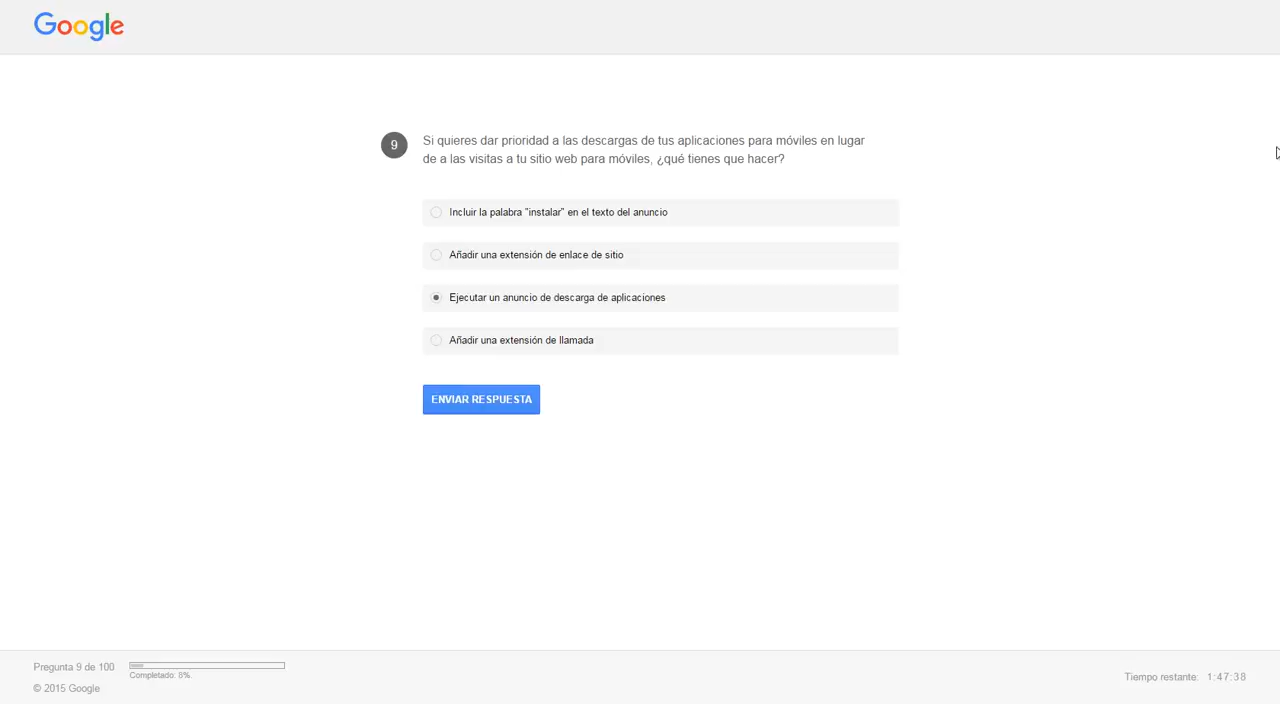 Google
9
Si quieres dar prioridad a las descargas de tus aplicaciones para móviles en lugar
de a las visitas a tu sitio web para móviles, ¿qué tienes que hacer?
Incluir la palabra "instalar" en el texto del anuncio
Añadir una extensión de enlace de sitio
Ejecutar un anuncio de descarga de aplicaciones
Añadir una extensión de llamada
ENVIAR RESPUESTA
Pregunta 9 de 100
Completado: 8%.
© 2015 Google
Tiempo restante: 1:47:38